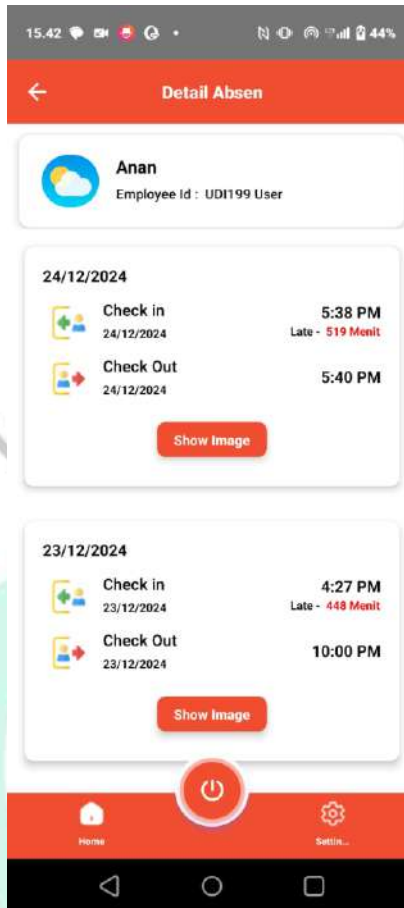 15.42 44%
Detail Absen
Anan
Employee Id : UDI199 User
24/12/2024
Check in 5:38 PM
24/12/2024 Late - 519 Menit
Check Out 5:40 PM
24/12/2024
Show Image
23/12/2024
Check in 4:27 PM
23/12/2024 Late - 448 Menit
Check Out 10:00 PM
23/12/2024
Show Image
Home Settin...